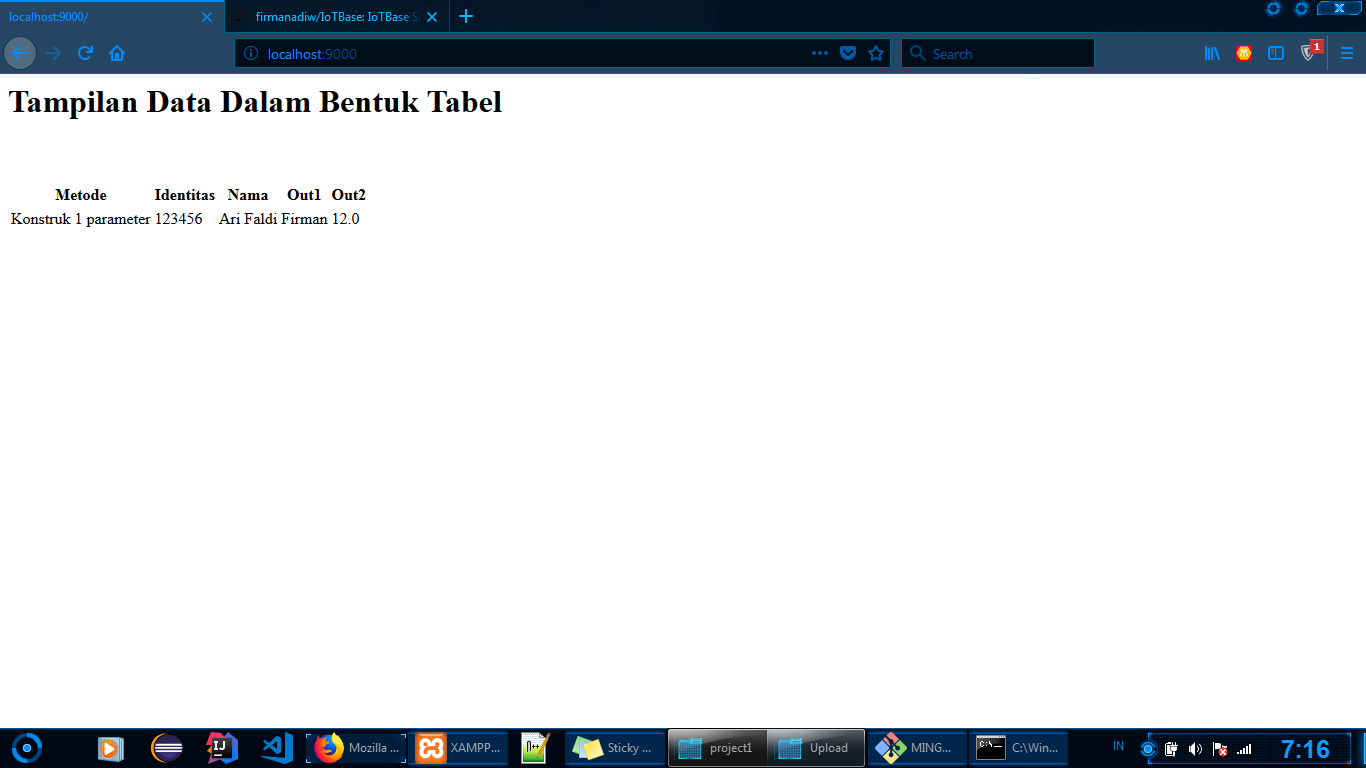 localhost:9000/
firmanadiw/IoTBase: IoTBase S
localhost:9000
Search
1
Tampilan Data Dalam Bentuk Tabel
Metode Identitas Nama Out1 Out2
Konstruk 1 parameter 123456 Ari Faldi Firman 12.0
Mozilla ...
XAMPP...
Sticky ...
project1
Upload
MING...
C:\Win...
IN
7:16